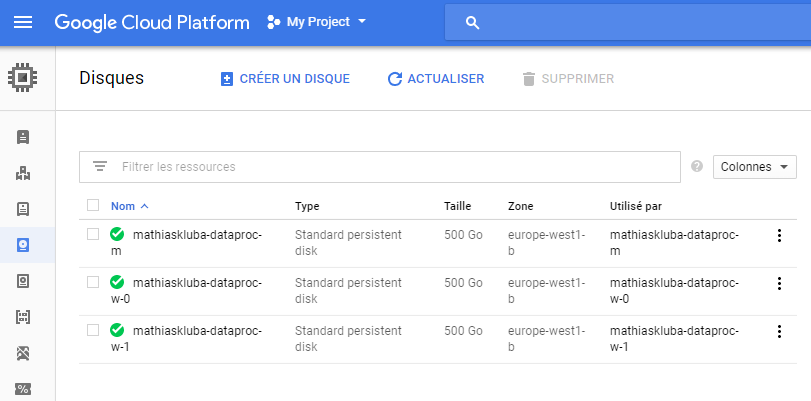 Google Cloud Platform My Project
Disques CRÉER UN DISQUE ACTUALISER SUPPRIMER
Filtrer les ressources ? Colonnes
Nom Type Taille Zone Utilisé par
mathiaskluba-dataproc- Standard persistent 500 Go europe-west1- mathiaskluba-dataproc-
m disk b m
mathiaskluba-dataproc- Standard persistent 500 Go europe-west1- mathiaskluba-dataproc-
w-0 disk b w-0
mathiaskluba-dataproc- Standard persistent 500 Go europe-west1- mathiaskluba-dataproc-
w-1 disk b w-1